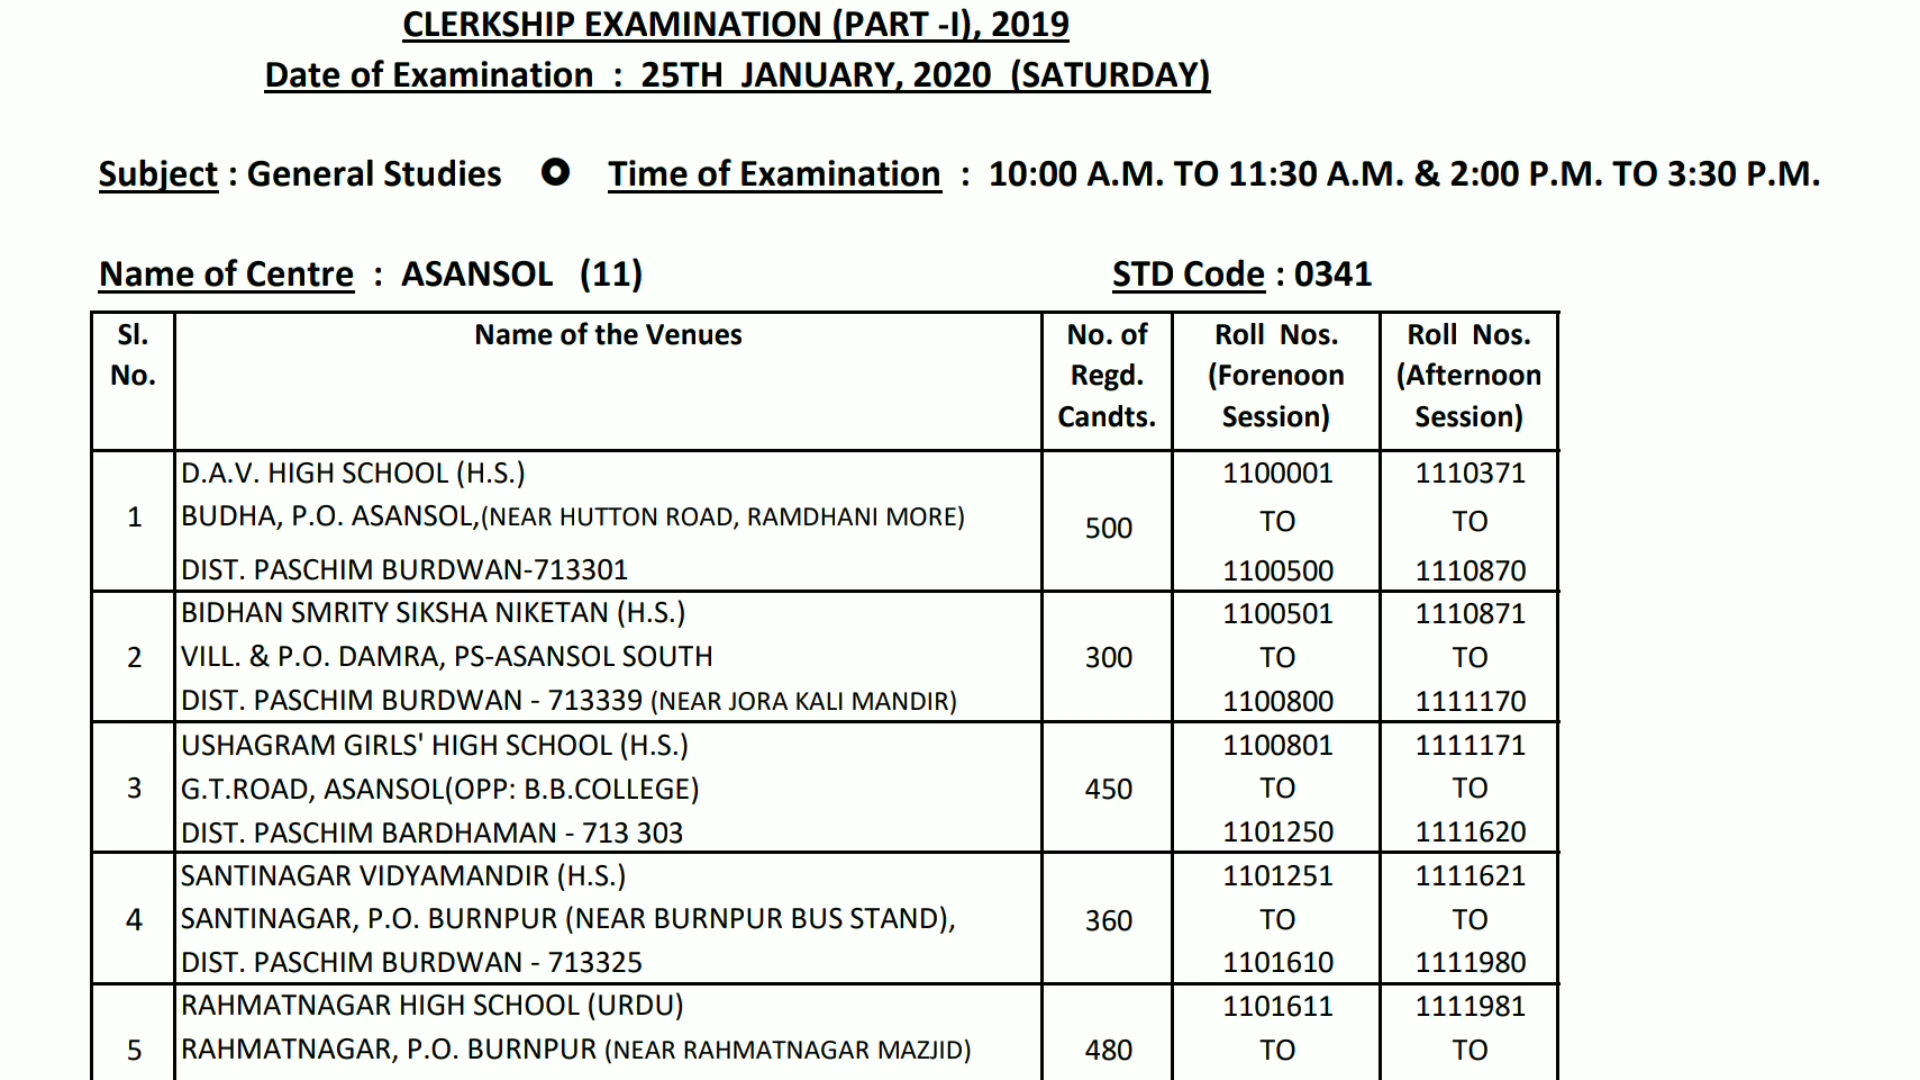 CLERKSHIP EXAMINATION (PART -I), 2019
Date of Examination : 25TH JANUARY, 2020 (SATURDAY)
Subject : General Studies Time of Examination : 10:00 A.M. TO 11:30 A.M. & 2:00 P.M. TO 3:30 P.M.
Name of Centre : ASANSOL (11) STD Code : 0341
Sl. No.
Name of the Venues
No. of Regd. Candts.
Roll Nos. (Forenoon Session)
Roll Nos. (Afternoon Session)
1
D.A.V. HIGH SCHOOL (H.S.)
BUDHA, P.O. ASANSOL,(NEAR HUTTON ROAD, RAMDHANI MORE)
DIST. PASCHIM BURDWAN-713301
500
1100001 TO 1100500
1110371 TO 1110870
2
BIDHAN SMRITY SIKSHA NIKETAN (H.S.)
VILL. & P.O. DAMRA, PS-ASANSOL SOUTH
DIST. PASCHIM BURDWAN - 713339 (NEAR JORA KALI MANDIR)
300
1100501 TO 1100800
1110871 TO 1111170
3
USHAGRAM GIRLS' HIGH SCHOOL (H.S.)
G.T.ROAD, ASANSOL(OPP: B.B.COLLEGE)
DIST. PASCHIM BARDHAMAN - 713 303
450
1100801 TO 1101250
1111171 TO 1111620
4
SANTINAGAR VIDYAMANDIR (H.S.)
SANTINAGAR, P.O. BURNPUR (NEAR BURNPUR BUS STAND),
DIST. PASCHIM BURDWAN - 713325
360
1101251 TO 1101610
1111621 TO 1111980
5
RAHMATNAGAR HIGH SCHOOL (URDU)
RAHMATNAGAR, P.O. BURNPUR (NEAR RAHMATNAGAR MAZJID)
480
1101611 TO
1111981 TO